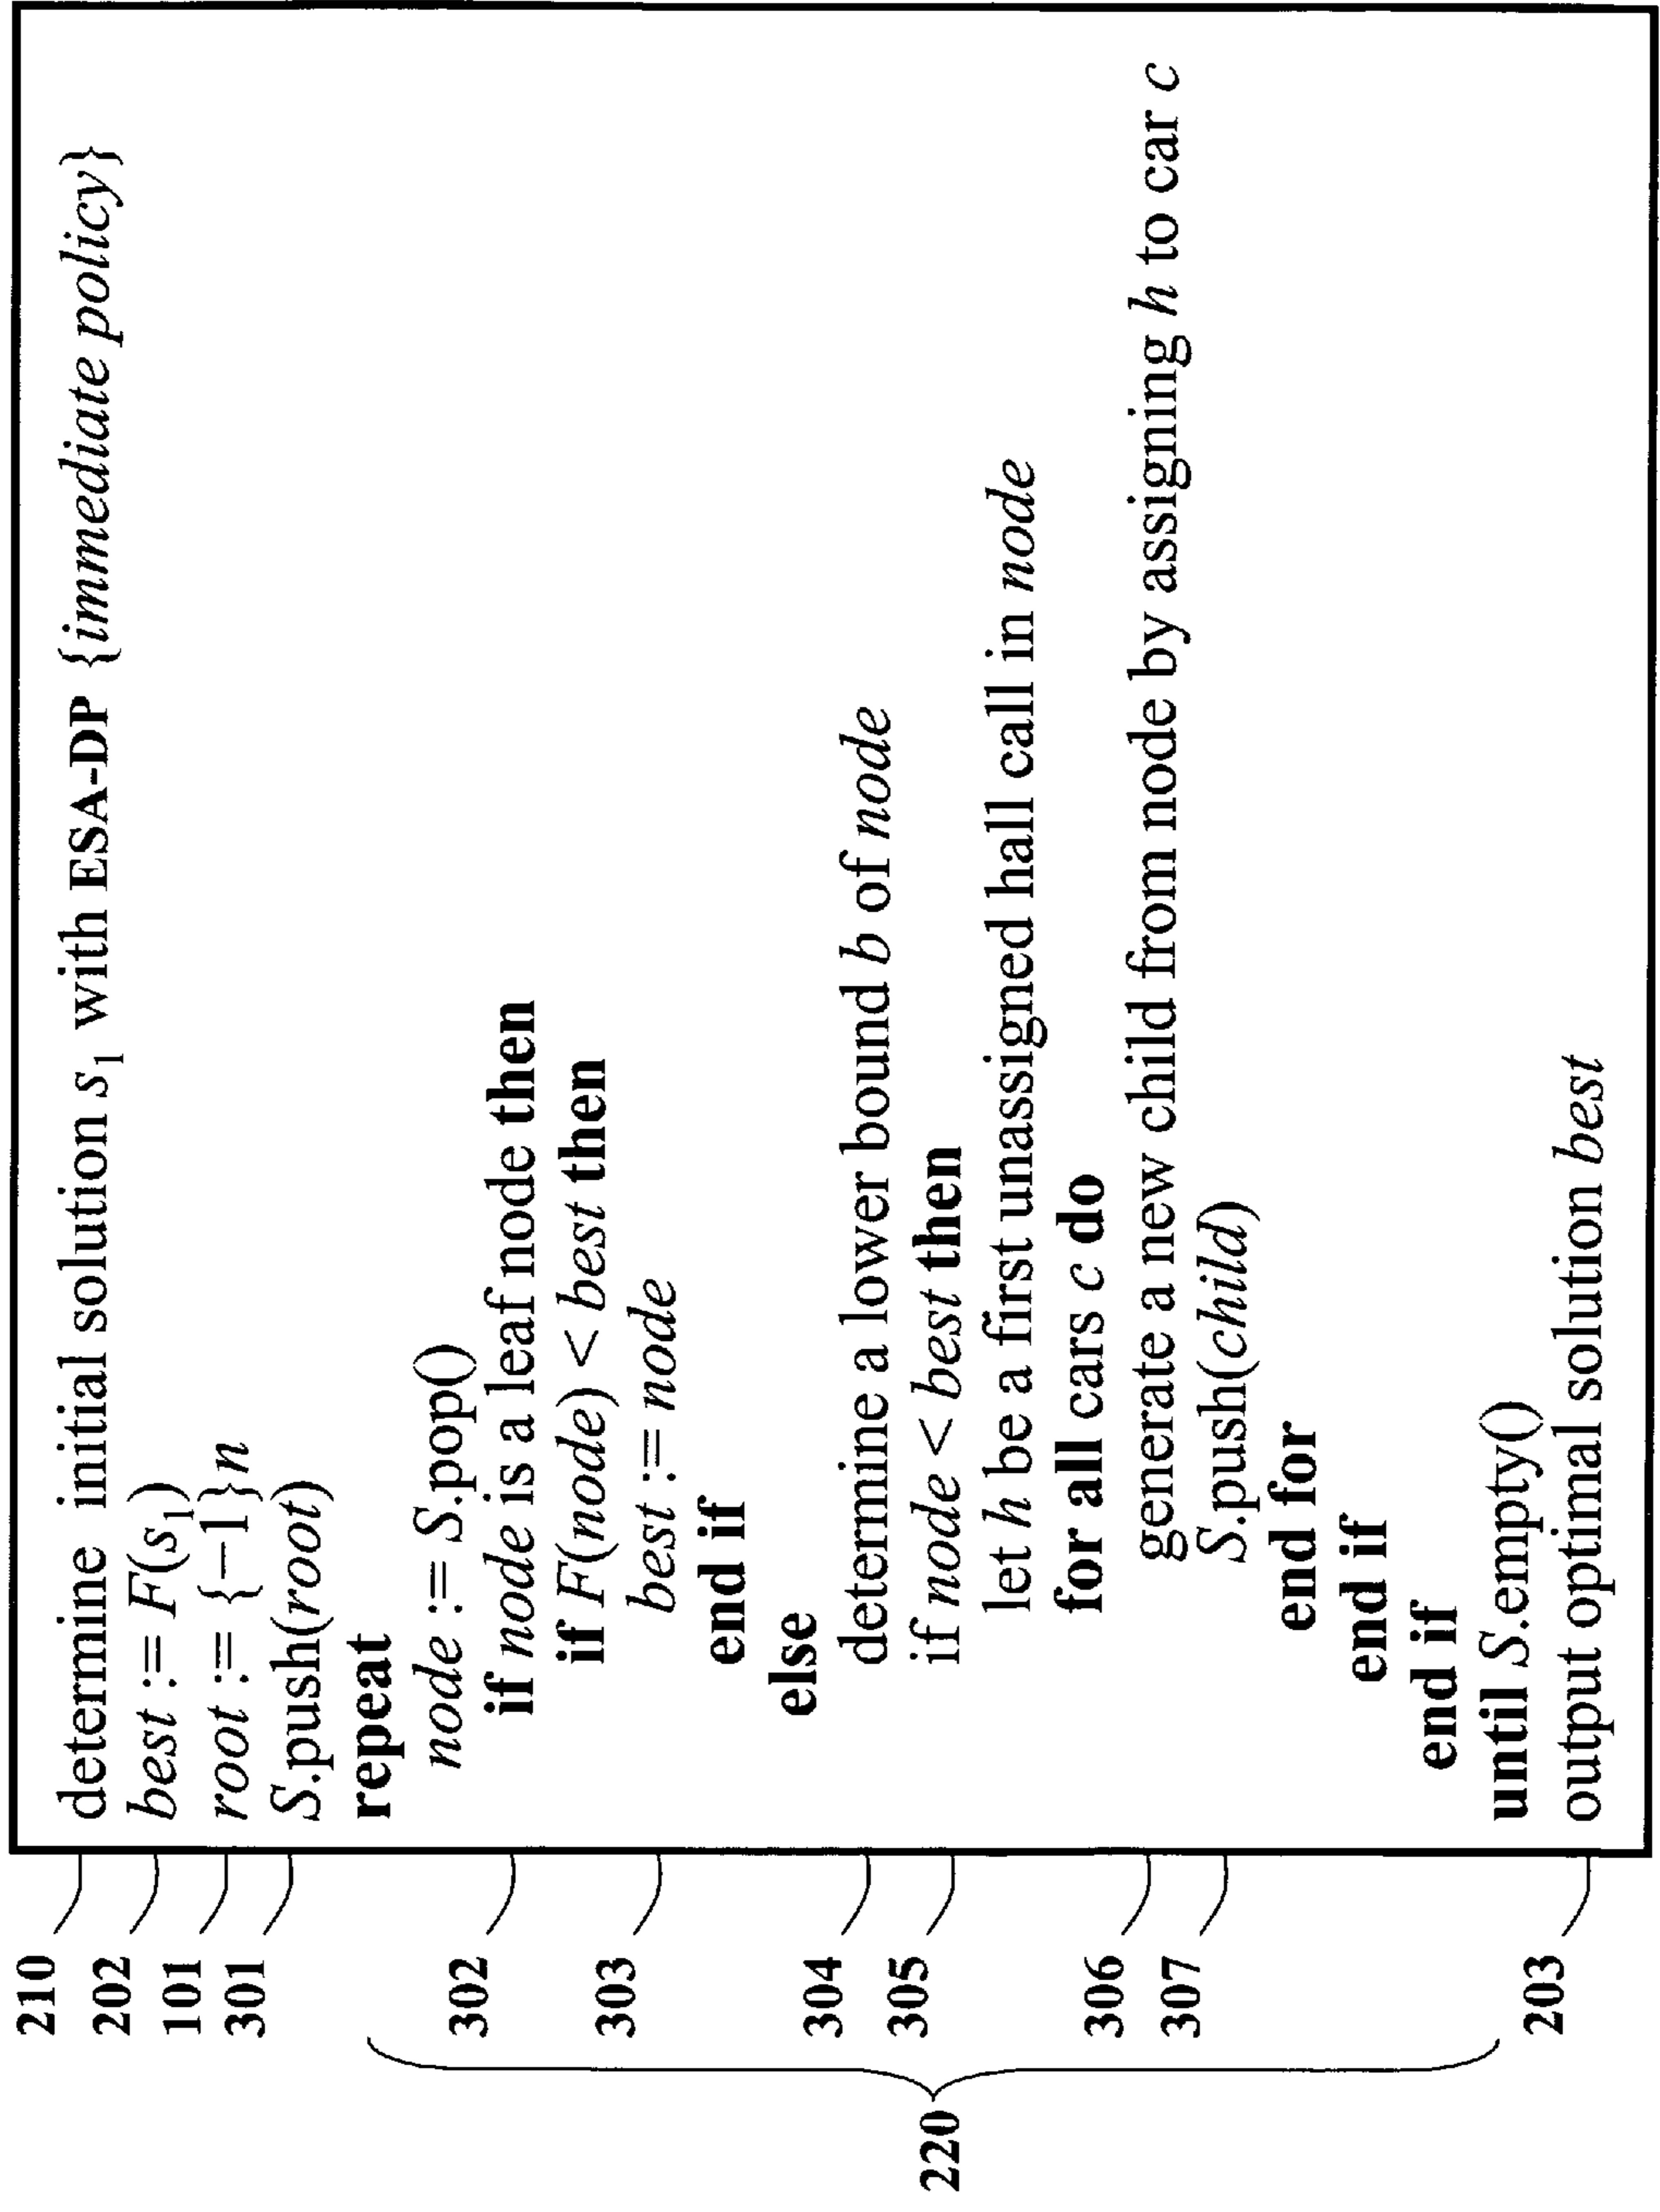 210 determine initial solution s₁ with ESA-DP {immediate policy}
202 best := F(s₁)
101 root := {−1}n
301 S.push(root)
repeat
node := S.pop()
302 if node is a leaf node then
if F(node) < best then
303 best := node
end if
else
304 determine a lower bound b of node
305 if node < best then
let h be a first unassigned hall call in node
for all cars c do
306 generate a new child from node by assigning h to car c
307 S.push(child)
end for
end if
end if
until S.empty()
203 output optimal solution best
220